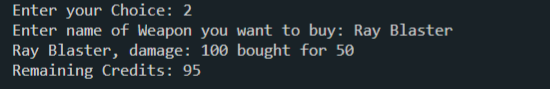 Enter your Choice: 2
Enter name of Weapon you want to buy: Ray Blaster
Ray Blaster, damage: 100 bought for 50
Remaining Credits: 95